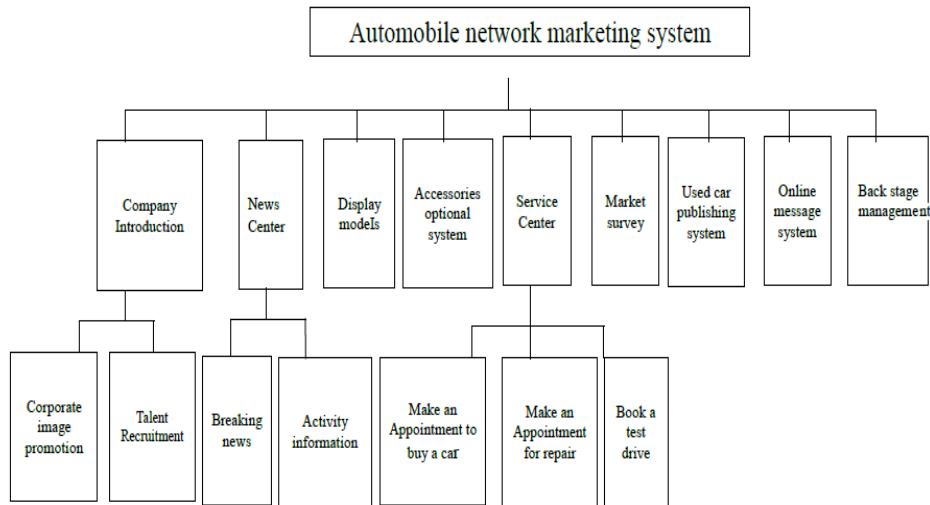 Automobile network marketing system
Company
Introduction
News
Center
Display
models
Accessories
optional
system
Service
Center
Market
survey
Used car
publishing
system
Online
message
system
Back stage
management
Corporate
image
promotion
Talent
Recruitment
Breaking
news
Activity
information
Make an
Appointment to
buy a car
Make an
Appointment
for repair
Book a
test
drive